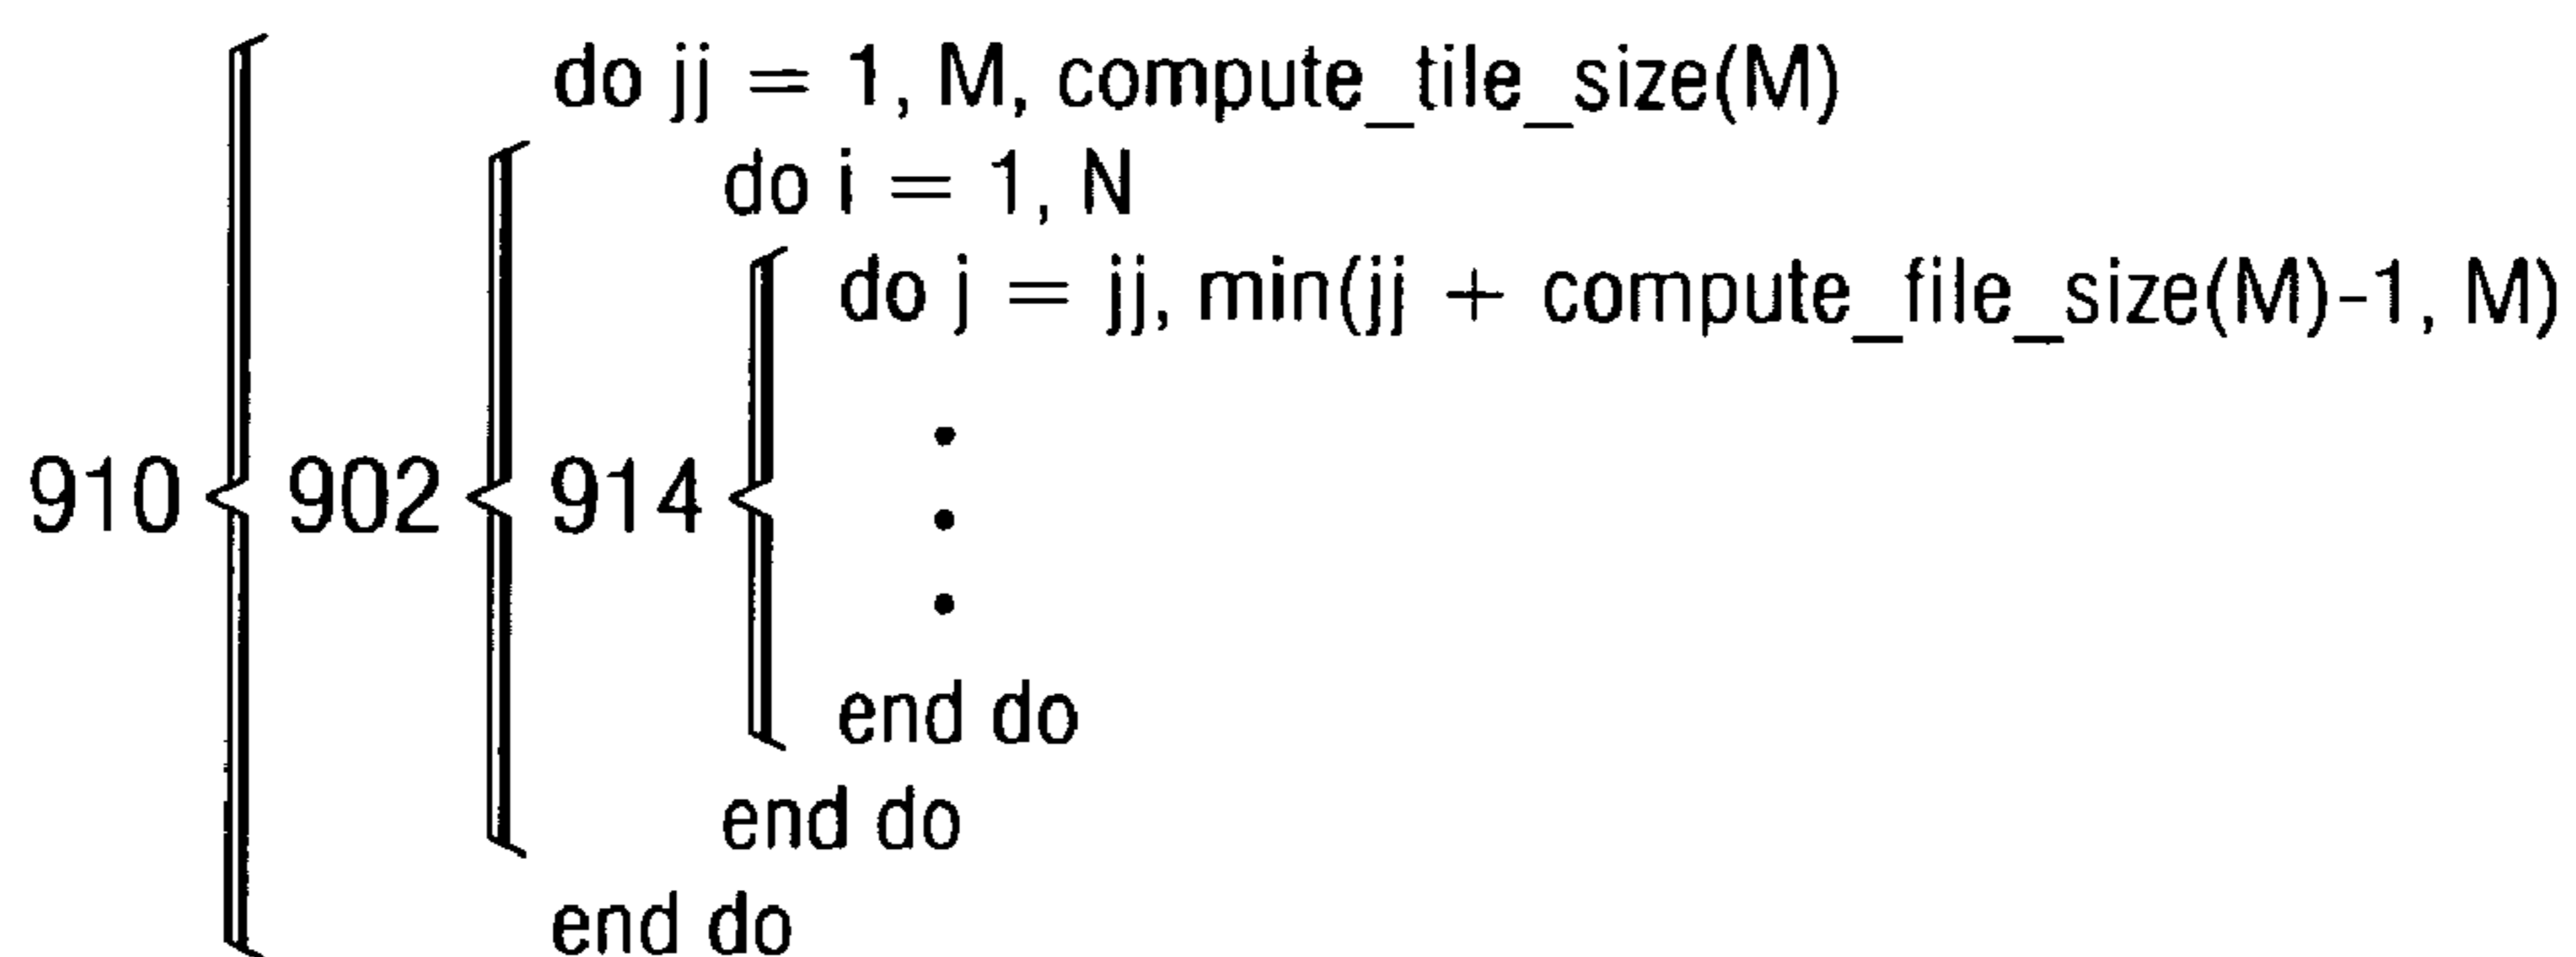 do jj = 1, M, compute_tile_size(M)
do i = 1, N
do j = jj, min(jj + compute_file_size(M)-1, M)
910 902 914
end do
end do
end do